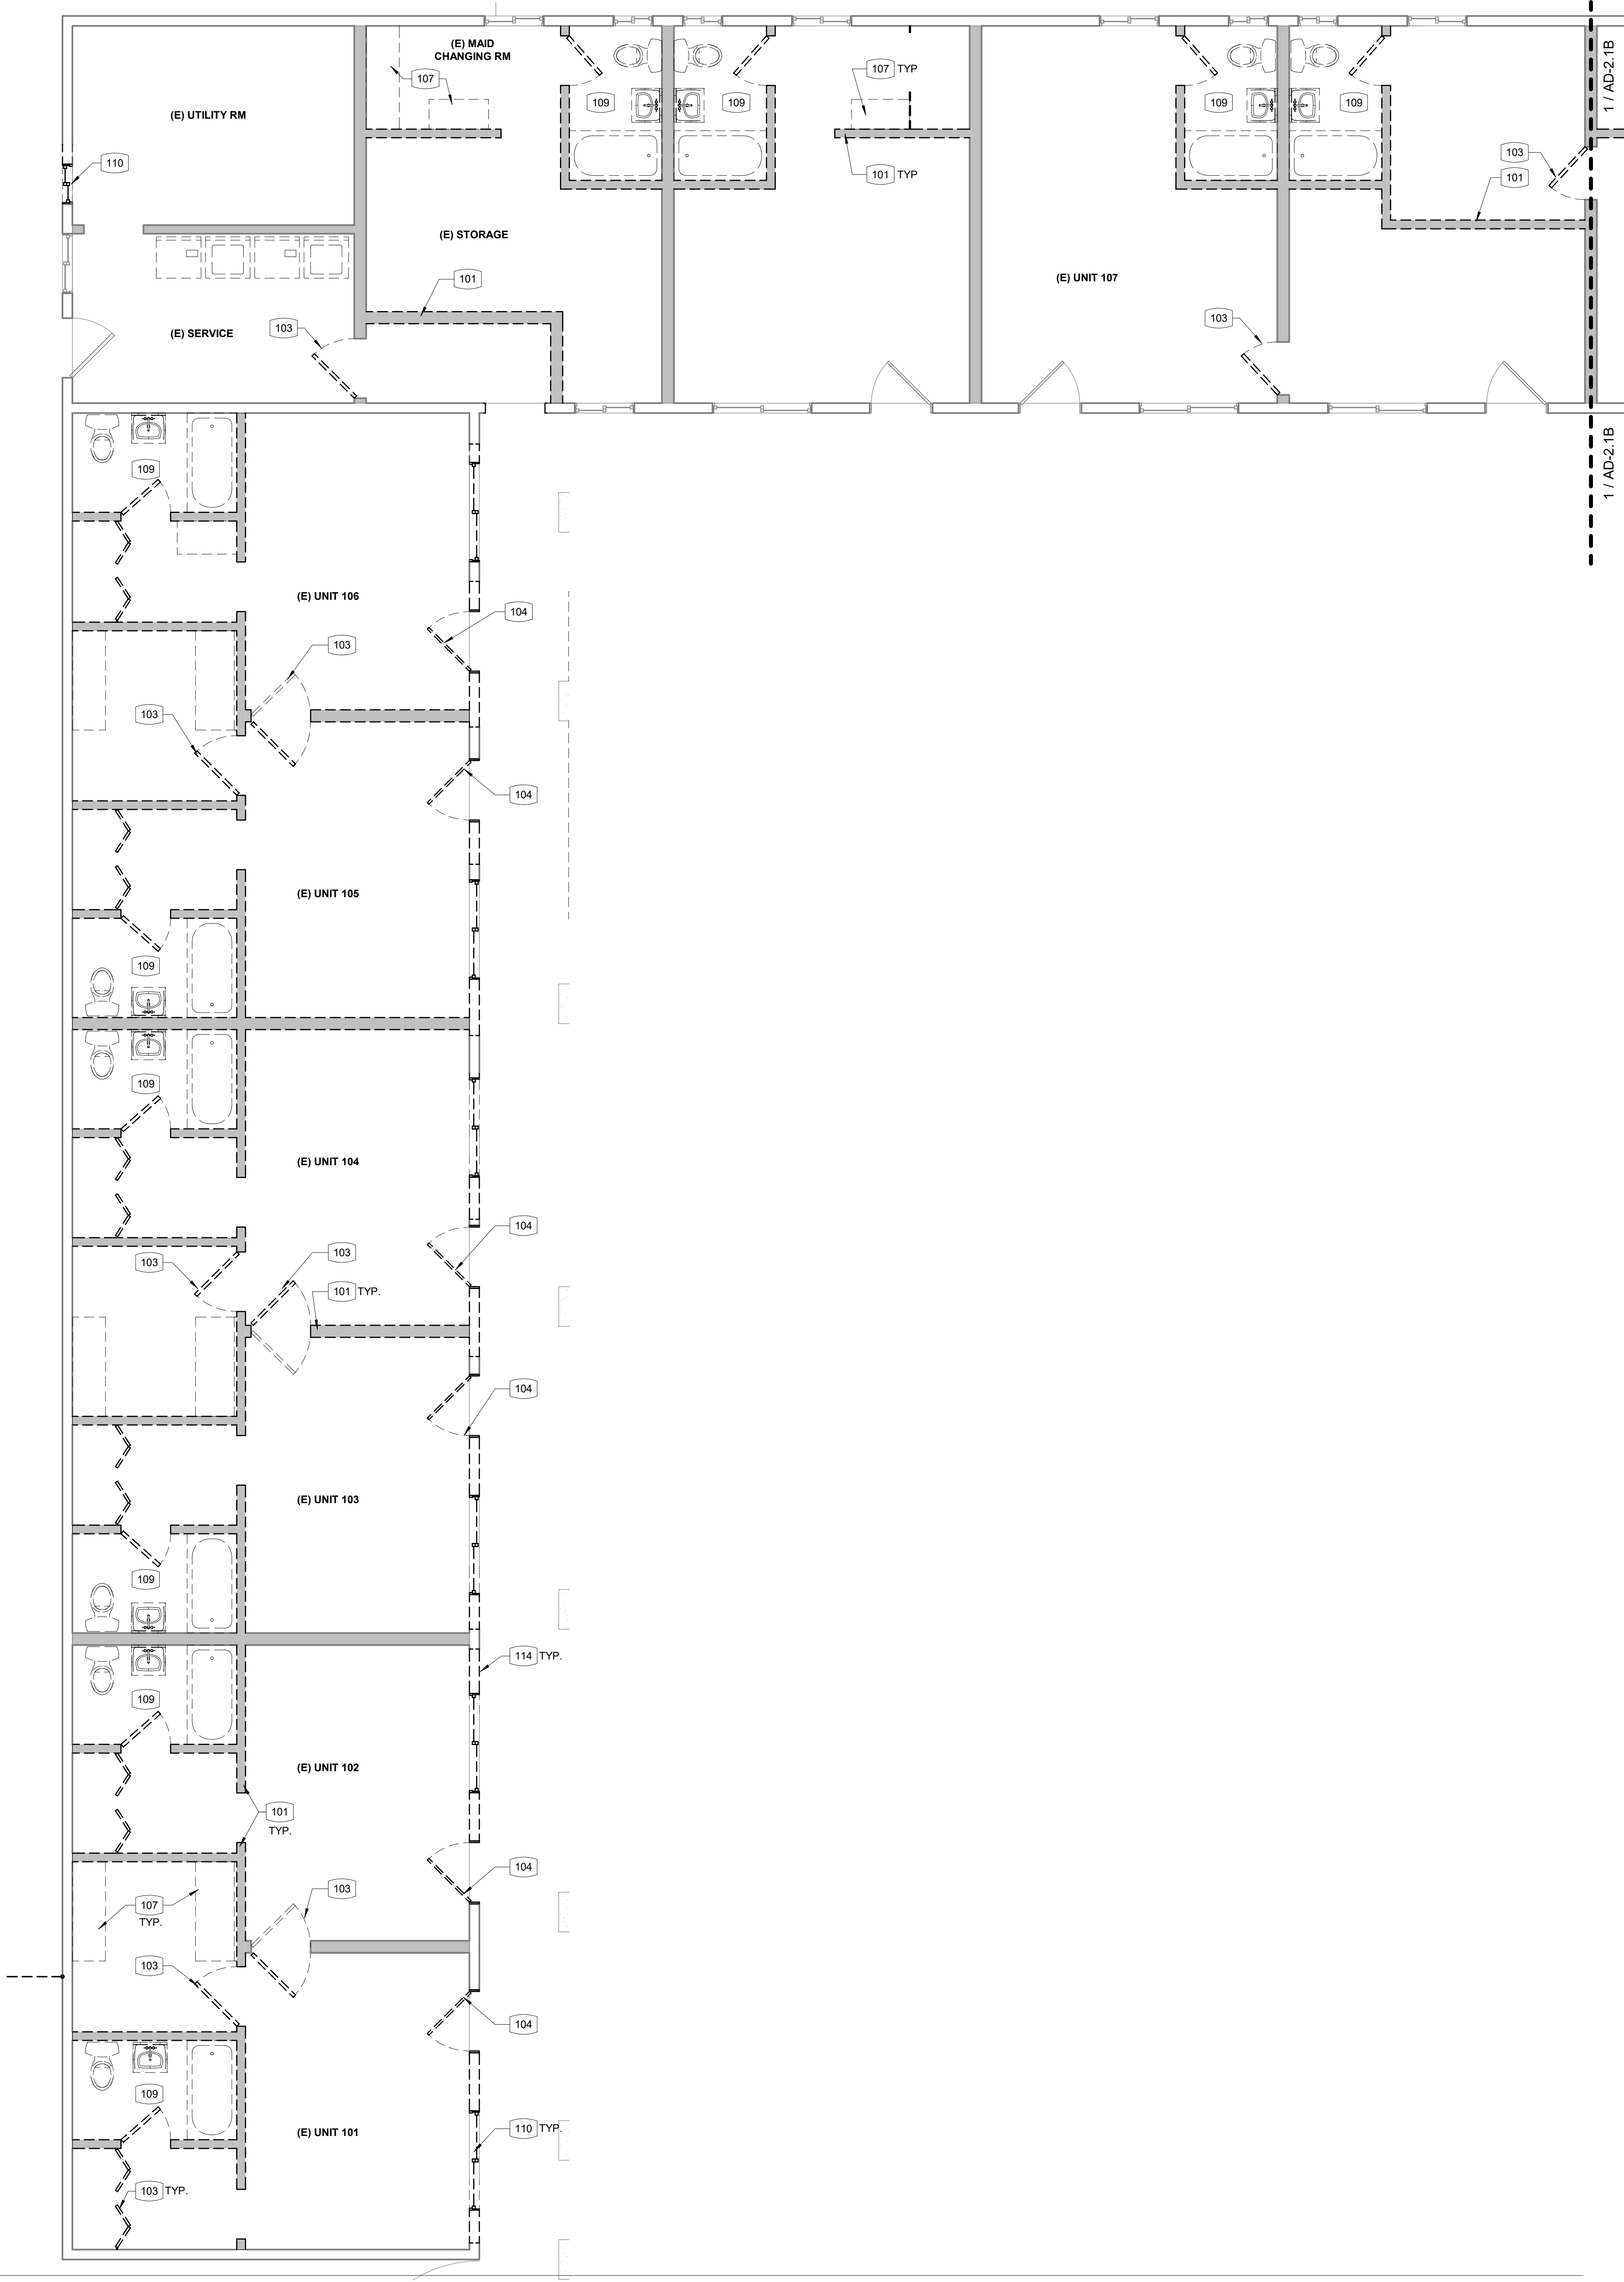 (E) MAID
CHANGING RM
107
109
109
107 TYP
109
109
1 / AD-2.1B
(E) UTILITY RM
110
101 TYP
103
101
(E) STORAGE
101
(E) UNIT 107
(E) SERVICE
103
103
1 / AD-2.1B
109
(E) UNIT 106
104
103
103
104
(E) UNIT 105
109
109
(E) UNIT 104
104
103
103
101 TYP.
104
(E) UNIT 103
109
114 TYP.
109
(E) UNIT 102
101
TYP.
104
103
107
TYP.
103
104
109
(E) UNIT 101
110 TYP.
103 TYP.